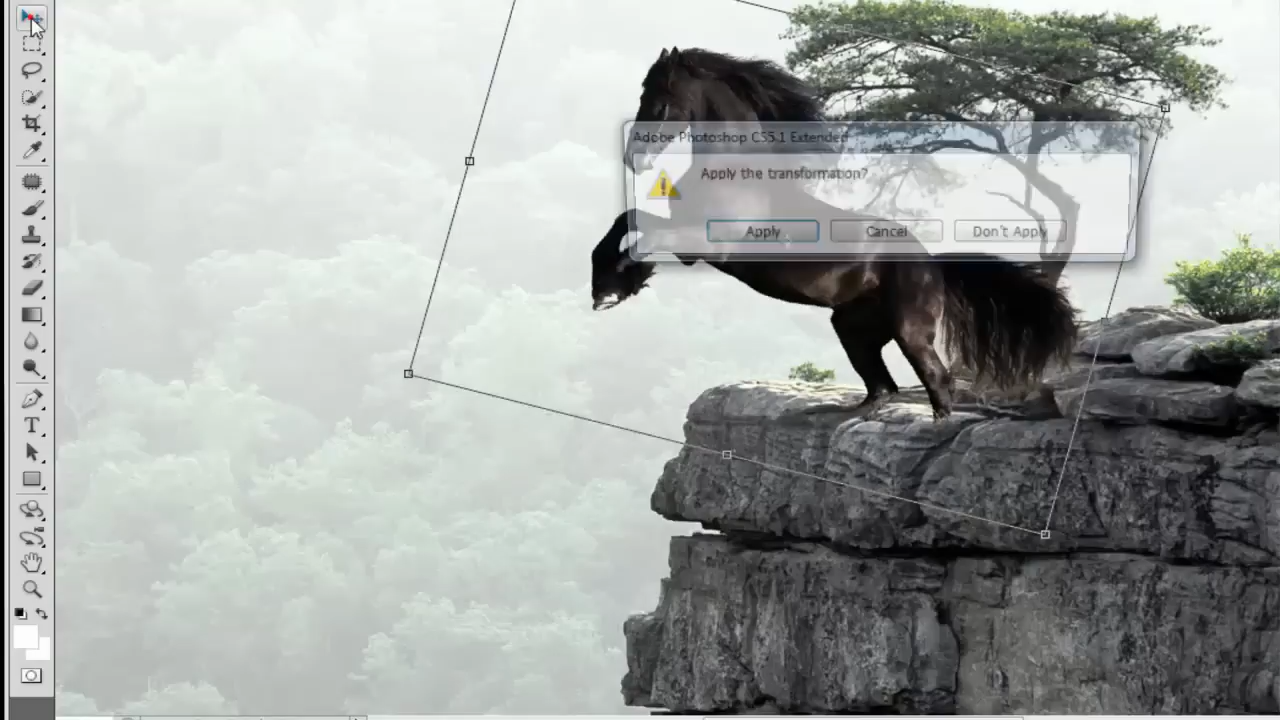 Adobe Photoshop CS5.1 Extended
Apply the transformation?
Apply Cancel Don't Apply
T